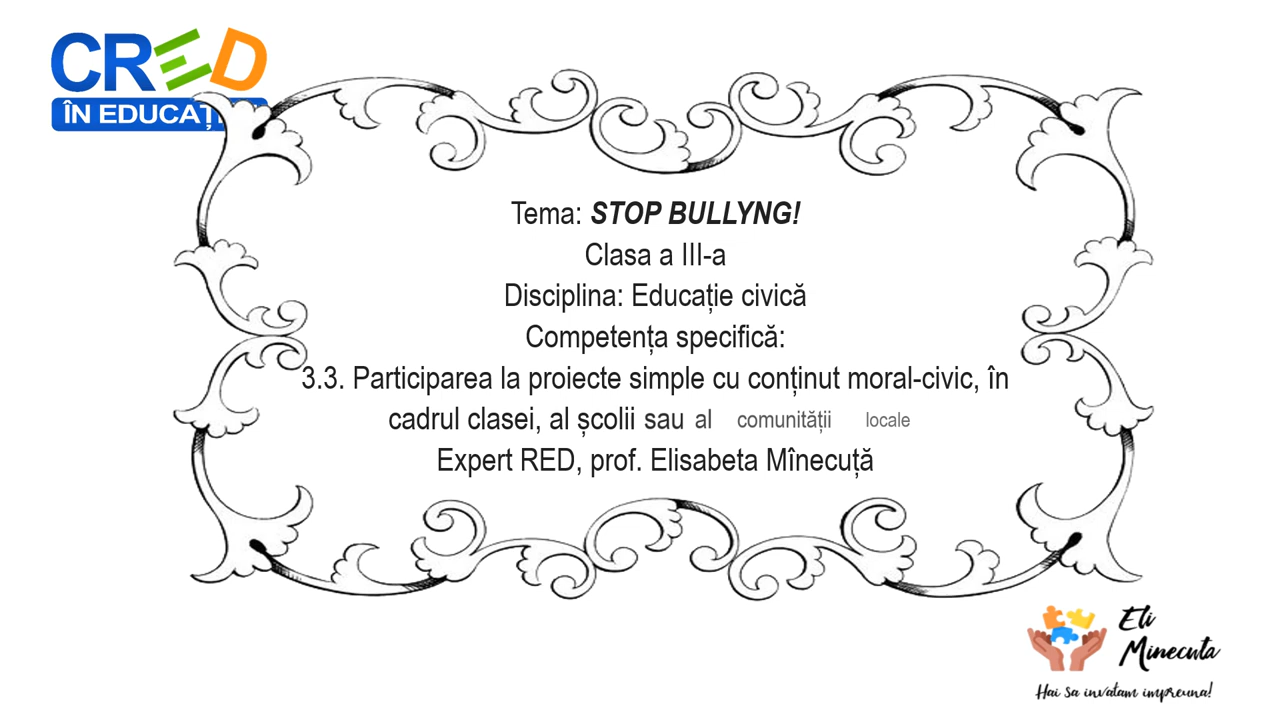 CRED
ÎN EDUCAȚI
Tema: STOP BULLYNG!
Clasa a III-a
Disciplina: Educație civică
Competența specifică:
3.3. Participarea la proiecte simple cu conținut moral-civic, în
cadrul clasei, al școlii sau al comunității locale
Expert RED, prof. Elisabeta Mînecuță
Eli
Minecuta
Hai sa invatam impreuna!